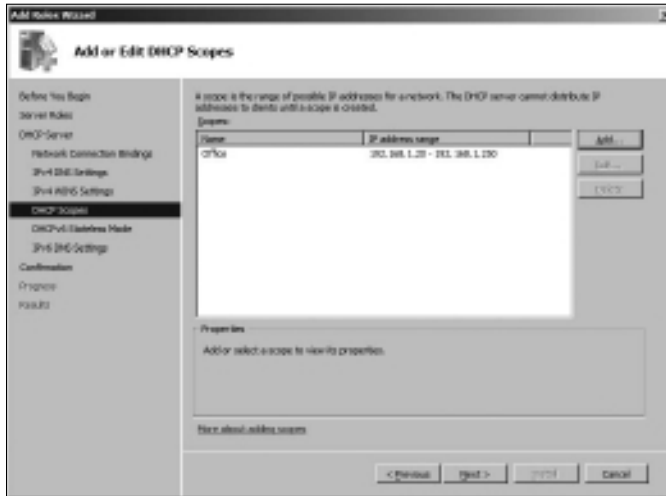 Add Roles Wizard
Add or Edit DHCP Scopes
Before You Begin
Server Roles
DHCP Server
Network Connection Bindings
IPv4 DNS Settings
IPv4 WINS Settings
DHCP Scopes
DHCPv6 Stateless Mode
IPv6 DNS Settings
Confirmation
Progress
Results
A scope is the range of possible IP addresses for a network. The DHCP server cannot distribute IP
addresses to clients until a scope is created.
Scopes:
Name IP address range
Office 192.168.1.20 - 192.168.1.250
Add...
Edit...
Delete
Properties
Add or select a scope to view its properties.
More about adding scopes
< Previous
Next >
Install
Cancel